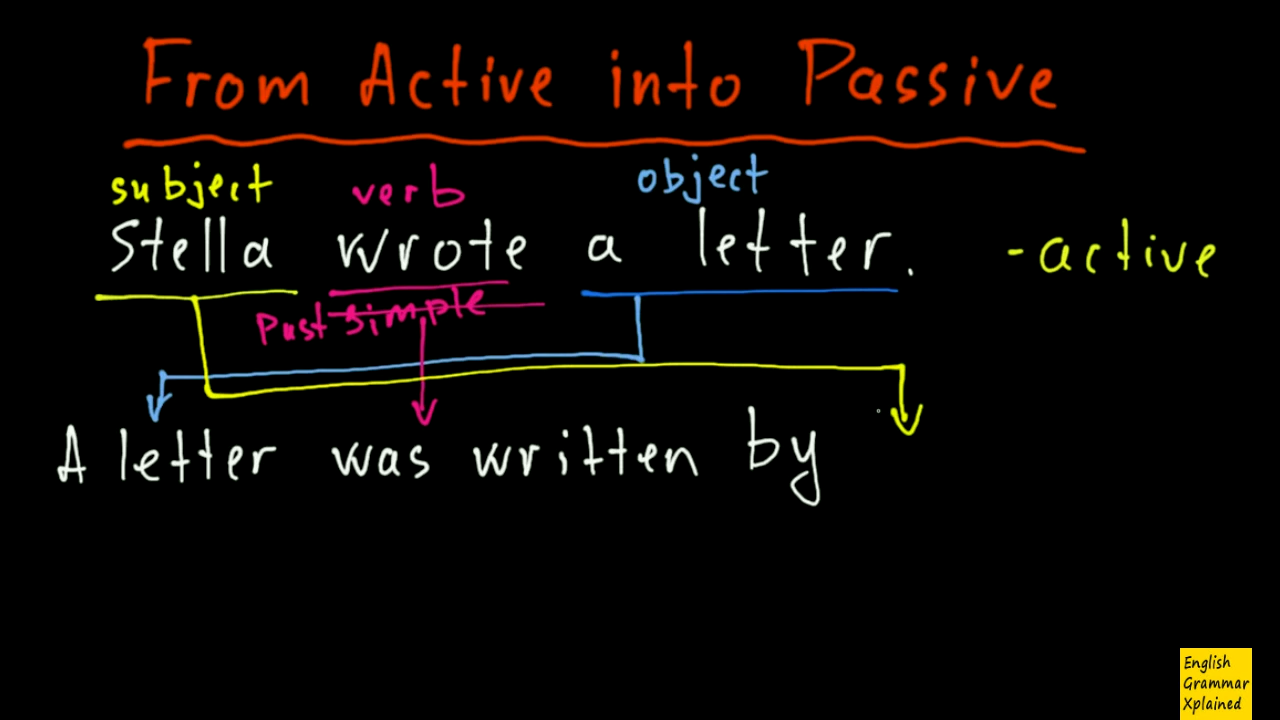 From Active into Passive
subject verb object
Stella wrote a letter. - active
Past simple
A letter was written by
English
Grammar
Xplained